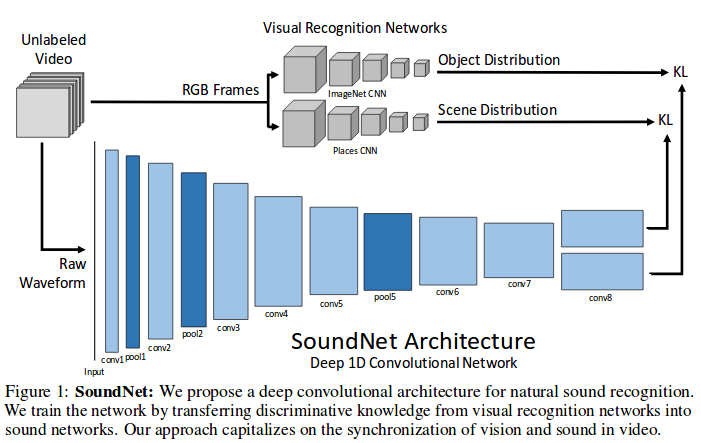 Visual Recognition Networks
Unlabeled
Video
RGB Frames
ImageNet CNN
Object Distribution
KL
Places CNN
Scene Distribution
KL
Raw
Waveform
Input
conv1
pool1
conv2
pool2
conv3
conv4
conv5
pool5
conv6
conv7
conv8
SoundNet Architecture
Deep 1D Convolutional Network
Figure 1: SoundNet: We propose a deep convolutional architecture for natural sound recognition.
We train the network by transferring discriminative knowledge from visual recognition networks into
sound networks. Our approach capitalizes on the synchronization of vision and sound in video.